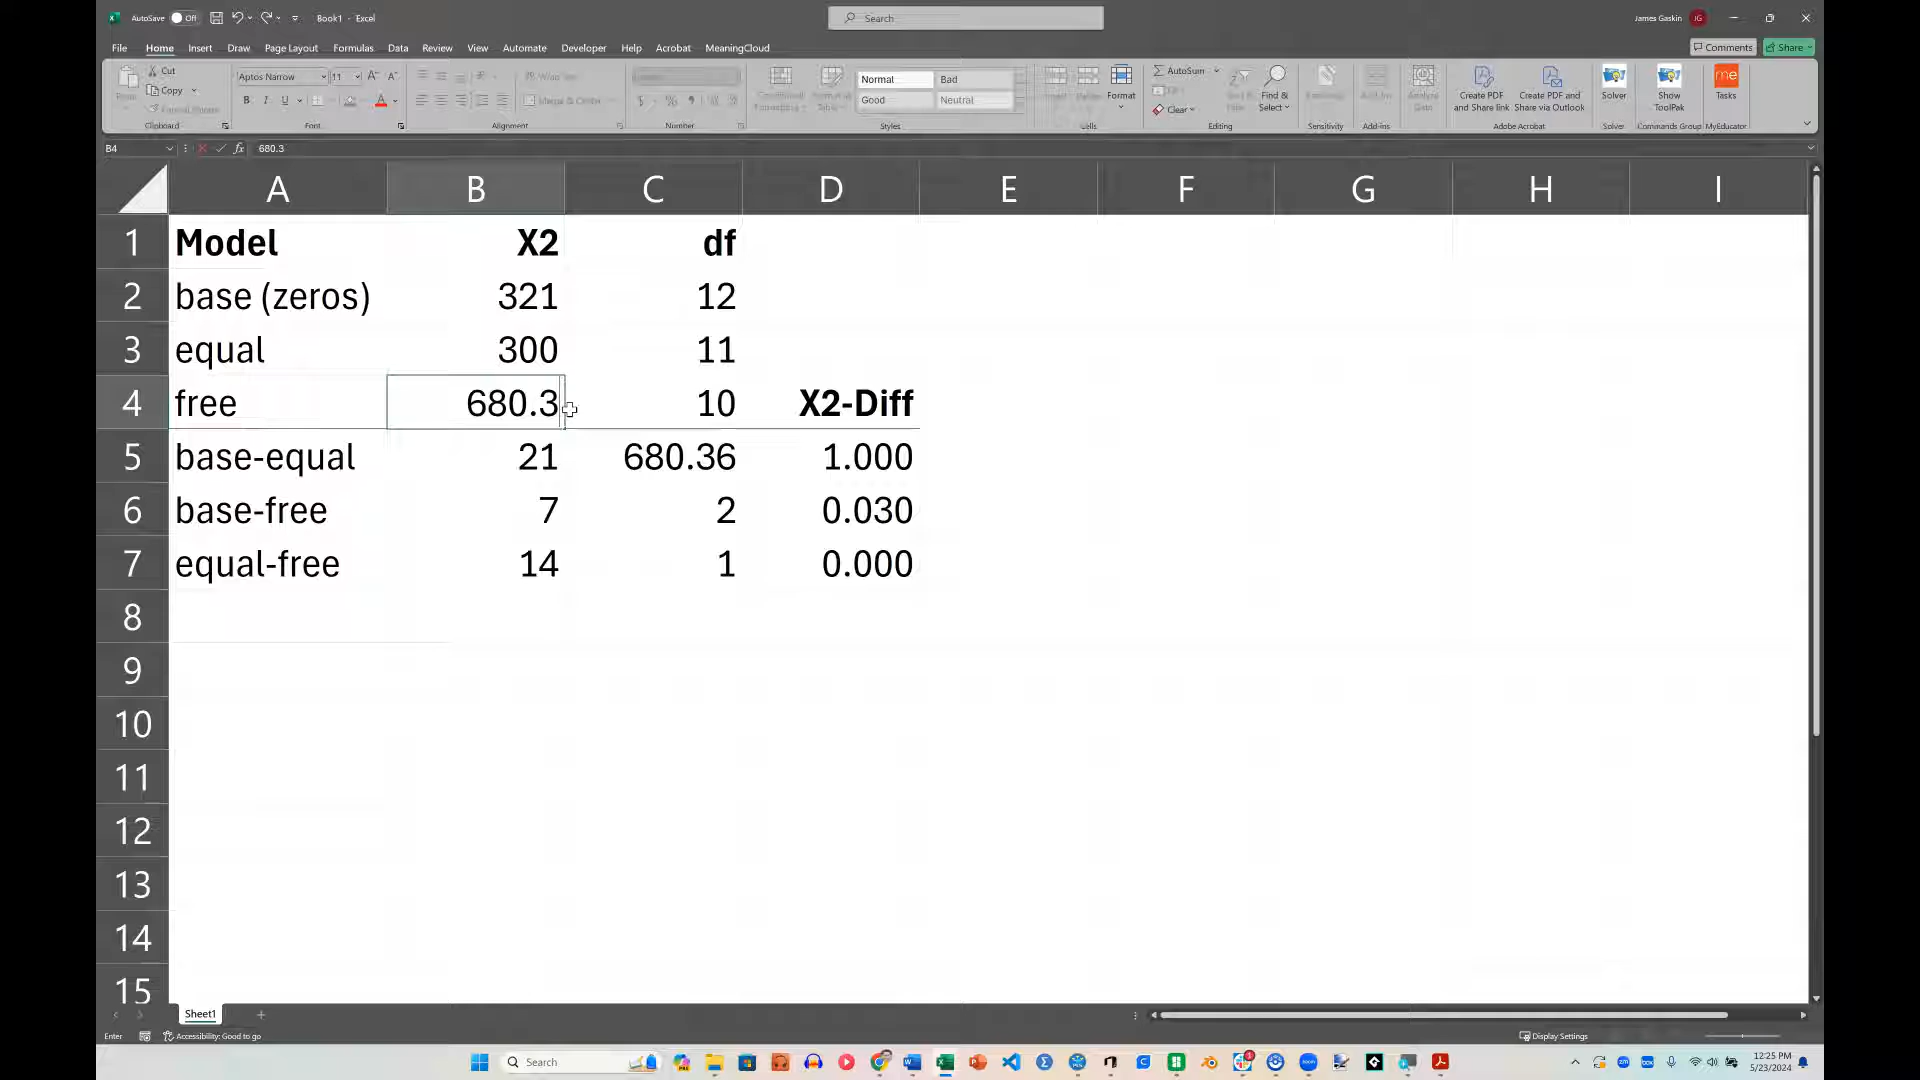 AutoSave Off Book1 - Excel Search James Gaskin JG
File Home Insert Draw Page Layout Formulas Data Review View Automate Developer Help Acrobat MeaningCloud Comments Share
Cut
Copy
Clipboard
Aptos Narrow 11
B I U
Font
Alignment
Number
Normal Bad
Good Neutral
Styles
Format
Cells
AutoSum
Clear
Find & Select
Editing
Sensitivity
Add-ins
Create PDF and Share link
Create PDF and Share via Outlook
Adobe Acrobat
Solver
Solver
Show ToolPak
Commands Group
me
Tasks
MyEducator
B4 fx 680.3
A B C D E F G H I
1 Model X2 df
2 base (zeros) 321 12
3 equal 300 11
4 free 680.3 10 X2-Diff
5 base-equal 21 680.36 1.000
6 base-free 7 2 0.030
7 equal-free 14 1 0.000
8
9
10
11
12
13
14
15
Sheet1
Enter Accessibility: Good to go Display Settings
Search
12:25 PM
5/23/2024